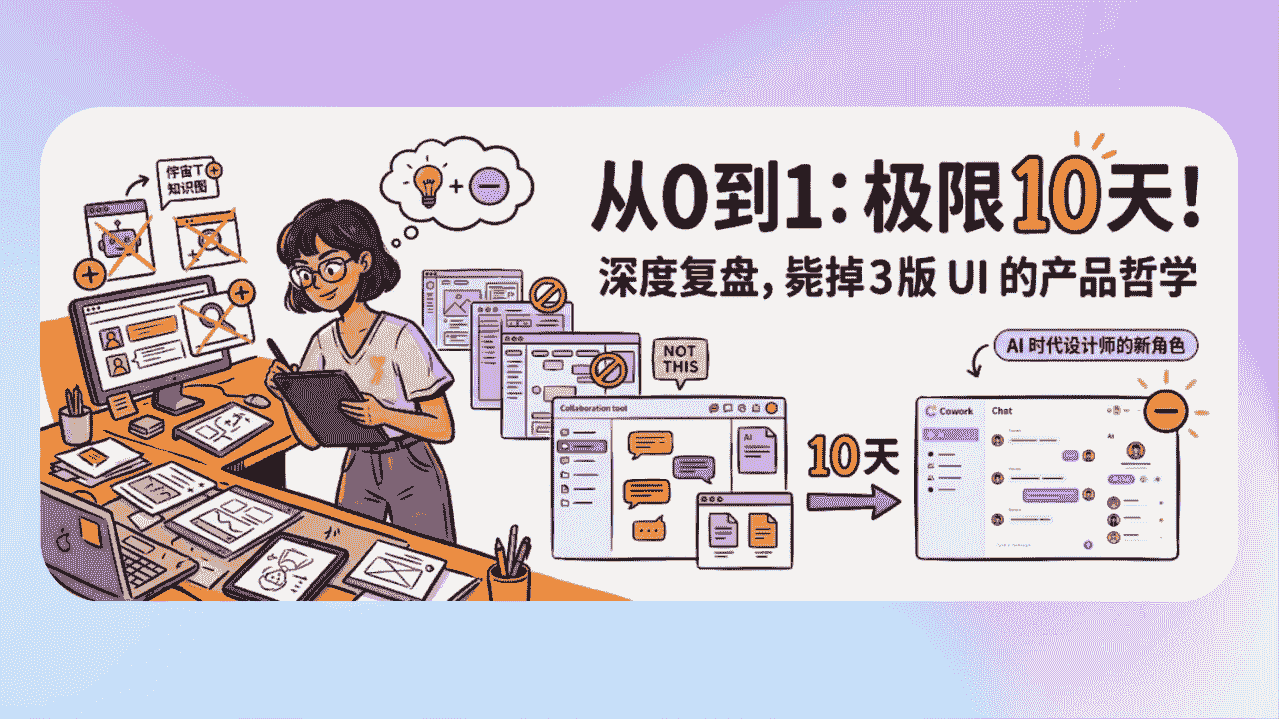 从0到1：极限10天！
深度复盘，毙掉3版 UI 的产品哲学
知识图
NOT
THIS
AI 时代设计师的新角色
Collaboration tool
AI
10天
Cowork
Chat
AI